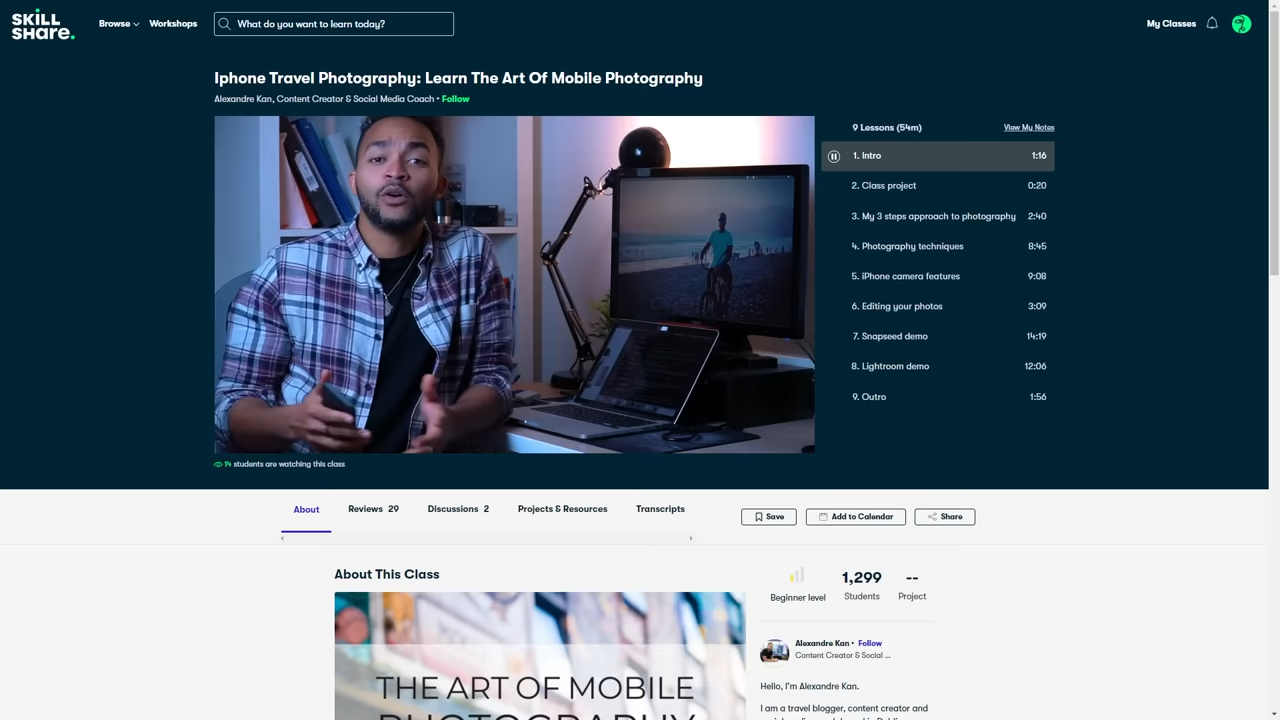 SKILL
SHARE.
Browse
Workshops
What do you want to learn today?
My Classes
Iphone Travel Photography: Learn The Art Of Mobile Photography
Alexandre Kan, Content Creator & Social Media Coach • Follow
9 Lessons (54m)
View My Notes
1. Intro 1:16
2. Class project 0:20
3. My 3 steps approach to photography 2:40
4. Photography techniques 8:45
5. iPhone camera features 9:08
6. Editing your photos 3:09
7. Snapseed demo 14:19
8. Lightroom demo 12:06
9. Outro 1:56
14 students are watching this class
About
Reviews 29
Discussions 2
Projects & Resources
Transcripts
Save
Add to Calendar
Share
About This Class
THE ART OF MOBILE
PHOTOGRAPHY
Beginner level
1,299
Students
--
Project
Alexandre Kan • Follow
Content Creator & Social ...
Hello, I'm Alexandre Kan.
I am a travel blogger, content creator and